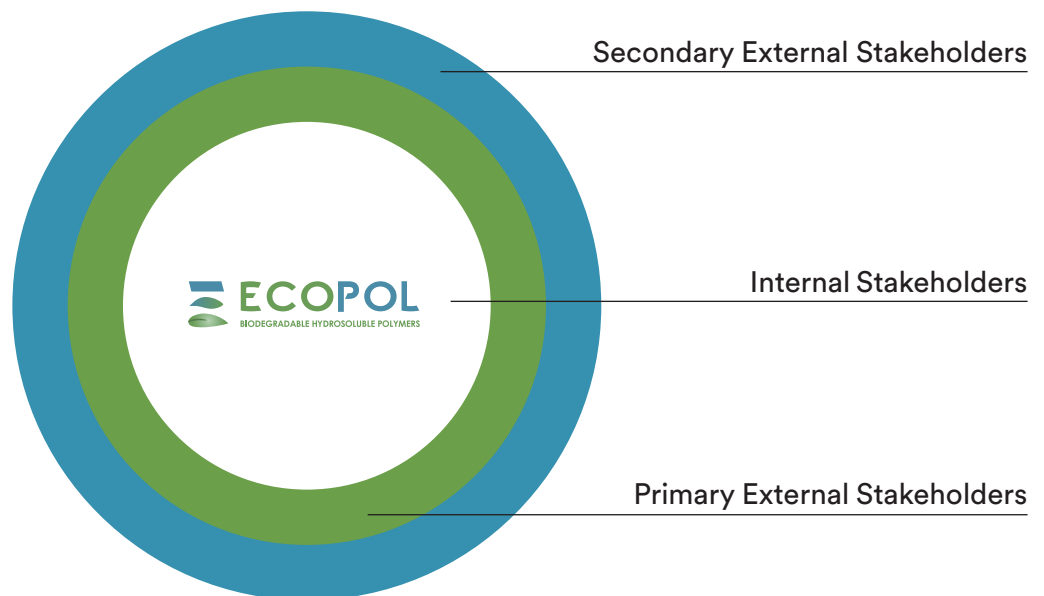 Secondary External Stakeholders
Internal Stakeholders
ECOPOL
BIODEGRADABLE HYDROSOLUBLE POLYMERS
Primary External Stakeholders